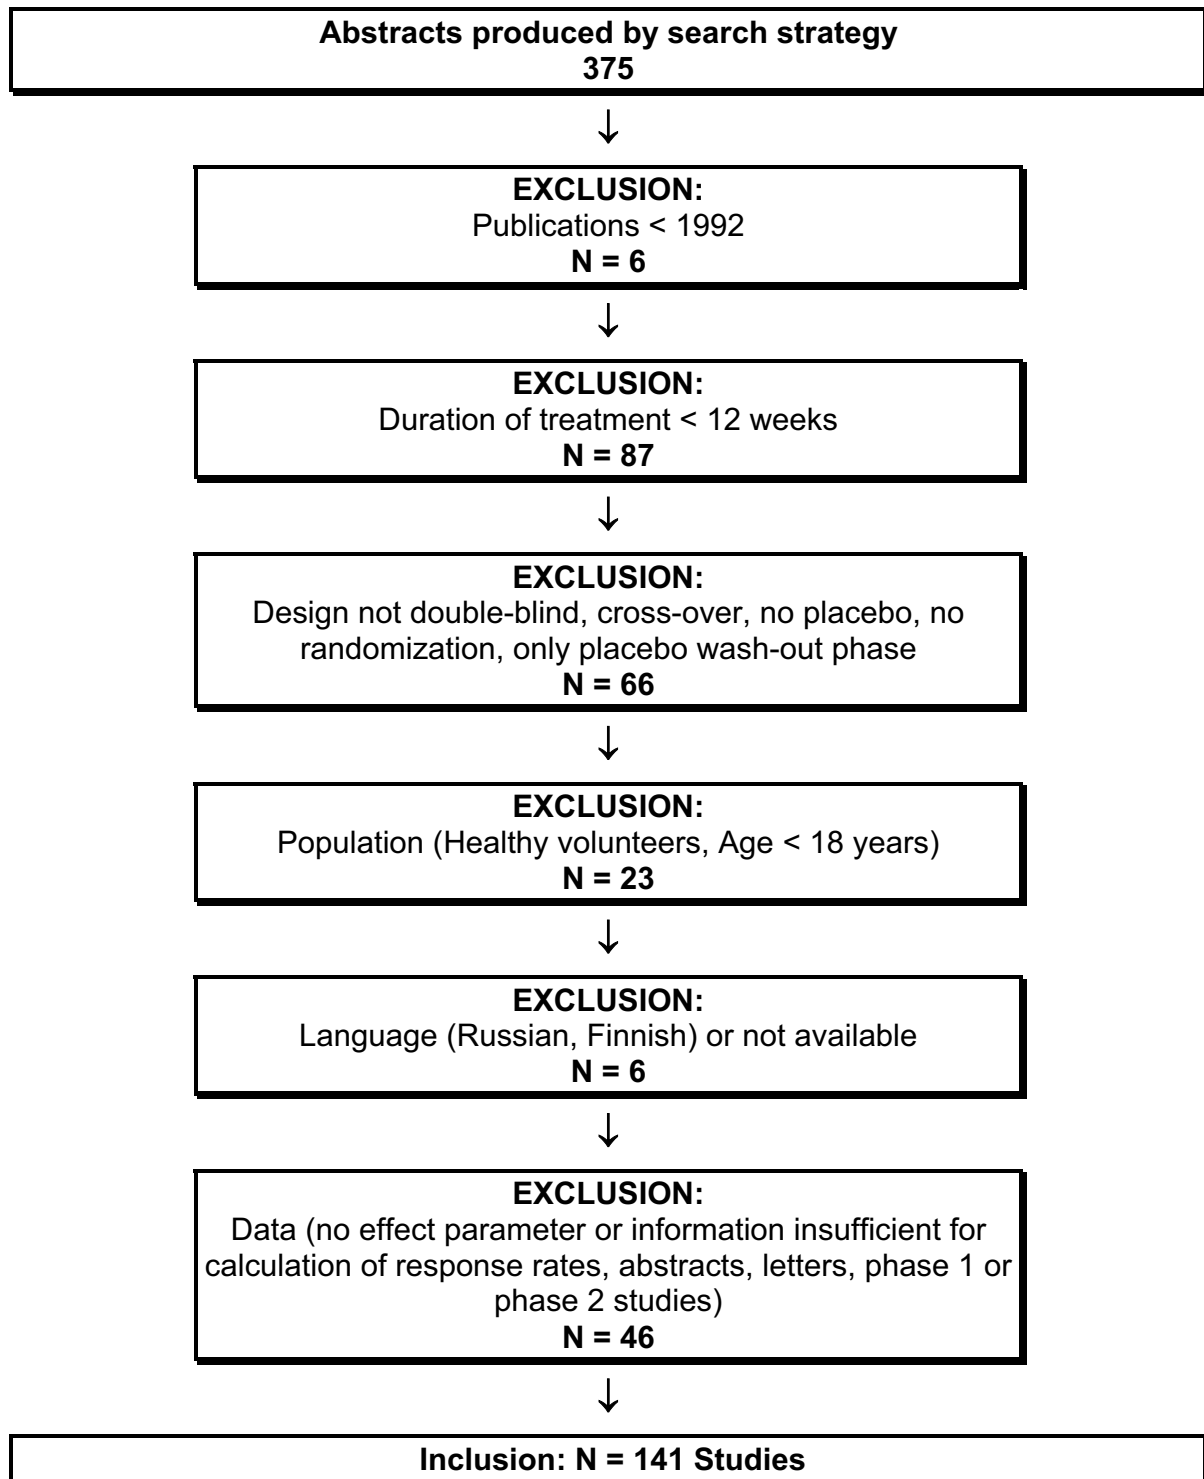 Abstracts produced by search strategy
375
↓
EXCLUSION:
Publications < 1992
N = 6
↓
EXCLUSION:
Duration of treatment < 12 weeks
N = 87
↓
EXCLUSION:
Design not double-blind, cross-over, no placebo, no
randomization, only placebo wash-out phase
N = 66
↓
EXCLUSION:
Population (Healthy volunteers, Age < 18 years)
N = 23
↓
EXCLUSION:
Language (Russian, Finnish) or not available
N = 6
↓
EXCLUSION:
Data (no effect parameter or information insufficient for
calculation of response rates, abstracts, letters, phase 1 or
phase 2 studies)
N = 46
↓
Inclusion: N = 141 Studies